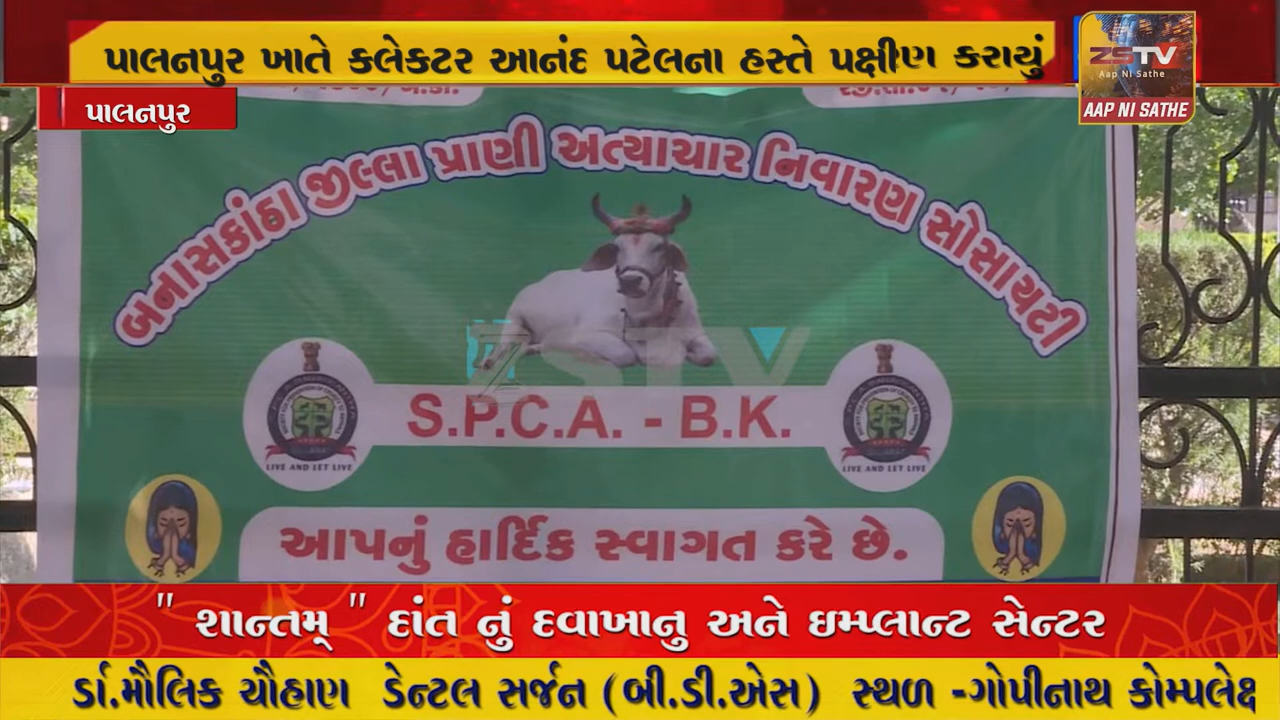 પાલનપુર ખાતે કલેકટર આનંદ પટેલના હસ્તે પક્ષીણ કરાયું
ZSTV
Aap Ni Sathe
AAP NI SATHE
પાલનપુર
બનાસકાંઠા જીલ્લા પ્રાણી અત્યાચાર નિવારણ સોસાયટી
ZSTV
S.P.C.A. - B.K.
LIVE AND LET LIVE
LIVE AND LET LIVE
આપનું હાર્દિક સ્વાગત કરે છે.
" શાન્તમ્ " દાંત નું દવાખાનુ અને ઇમ્પ્લાન્ટ સેન્ટર
ર્ડા.મૌલિક ચૌહાણ ડેન્ટલ સર્જન (બી.ડી.એસ) સ્થળ -ગોપીનાથ કોમ્પલેક્ષ